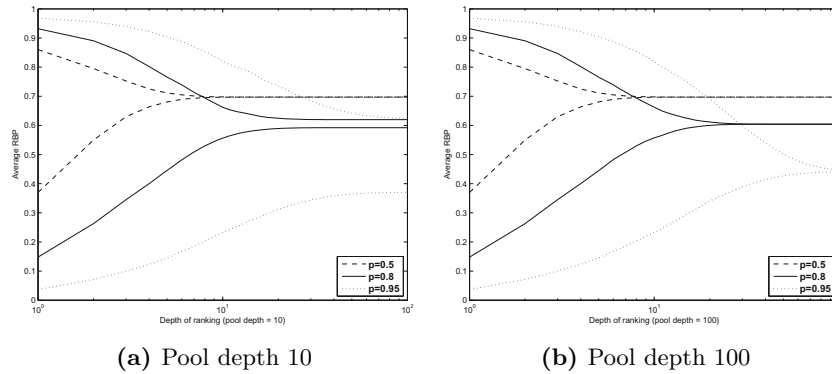 1
0.9
0.8
0.7
0.6
0.5
0.4
0.3
0.2
0.1
0
Average RBP
10^0
10^1
10^2
Depth of ranking (pool depth = 10)
p=0.5
p=0.8
p=0.95
(a) Pool depth 10
1
0.9
0.8
0.7
0.6
0.5
0.4
0.3
0.2
0.1
0
Average RBP
10^0
10^1
Depth of ranking (pool depth = 100)
p=0.5
p=0.8
p=0.95
(b) Pool depth 100